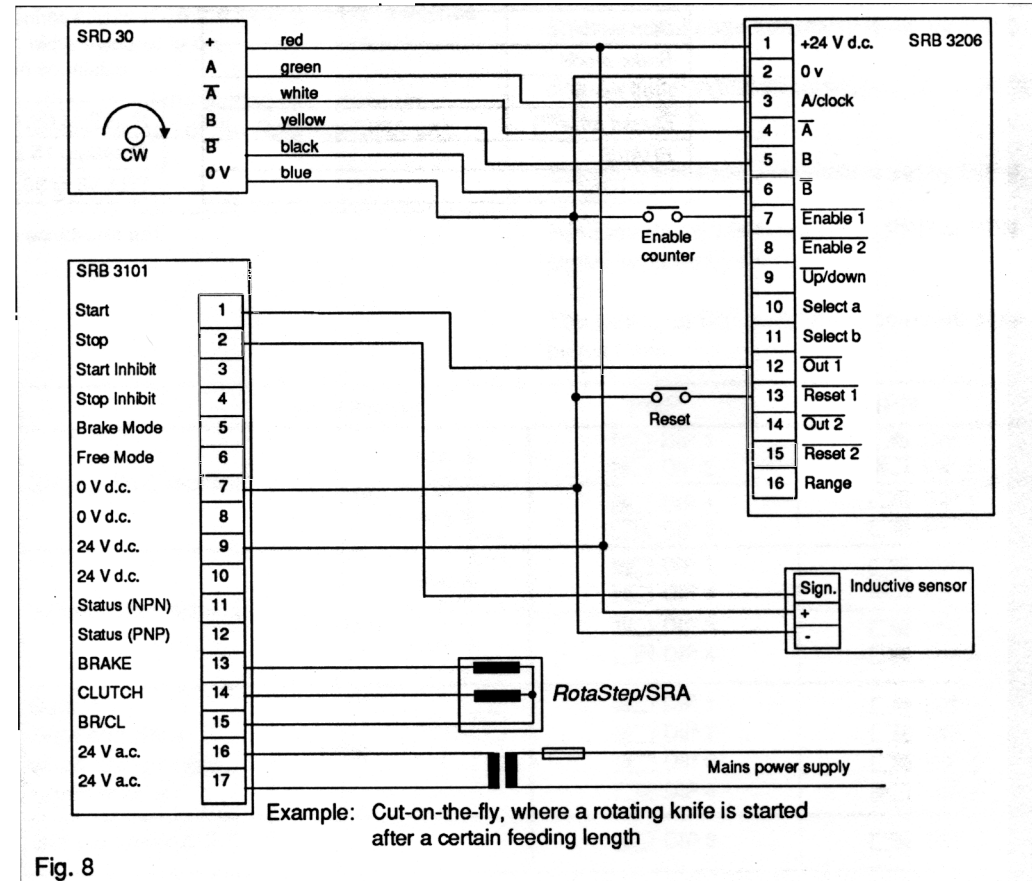 SRD 30
+ red
A green
A̅ white
B yellow
B̅ black
0 V blue
CW
SRB 3206
1 +24 V d.c.
2 0 v
3 A/clock
4 A̅
5 B
6 B̅
7 Enable 1
8 Enable 2
9 Up/down
10 Select a
11 Select b
12 Out 1
13 Reset 1
14 Out 2
15 Reset 2
16 Range
Enable
counter
Reset
SRB 3101
Start 1
Stop 2
Start Inhibit 3
Stop Inhibit 4
Brake Mode 5
Free Mode 6
0 V d.c. 7
0 V d.c. 8
24 V d.c. 9
24 V d.c. 10
Status (NPN) 11
Status (PNP) 12
BRAKE 13
CLUTCH 14
BR/CL 15
24 V a.c. 16
24 V a.c. 17
Sign. Inductive sensor
+
-
RotaStep/SRA
Mains power supply
Example: Cut-on-the-fly, where a rotating knife is started
after a certain feeding length
Fig. 8